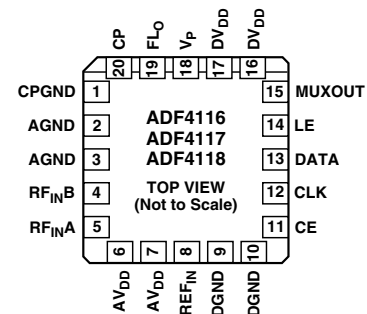 CP FLO VP DVDD DVDD
20 19 18 17 16
CPGND 1
AGND 2
AGND 3
RFINB 4
RFINA 5
ADF4116
ADF4117
ADF4118
TOP VIEW
(Not to Scale)
15 MUXOUT
14 LE
13 DATA
12 CLK
11 CE
6 7 8 9 10
AVDD AVDD REFIN DGND DGND